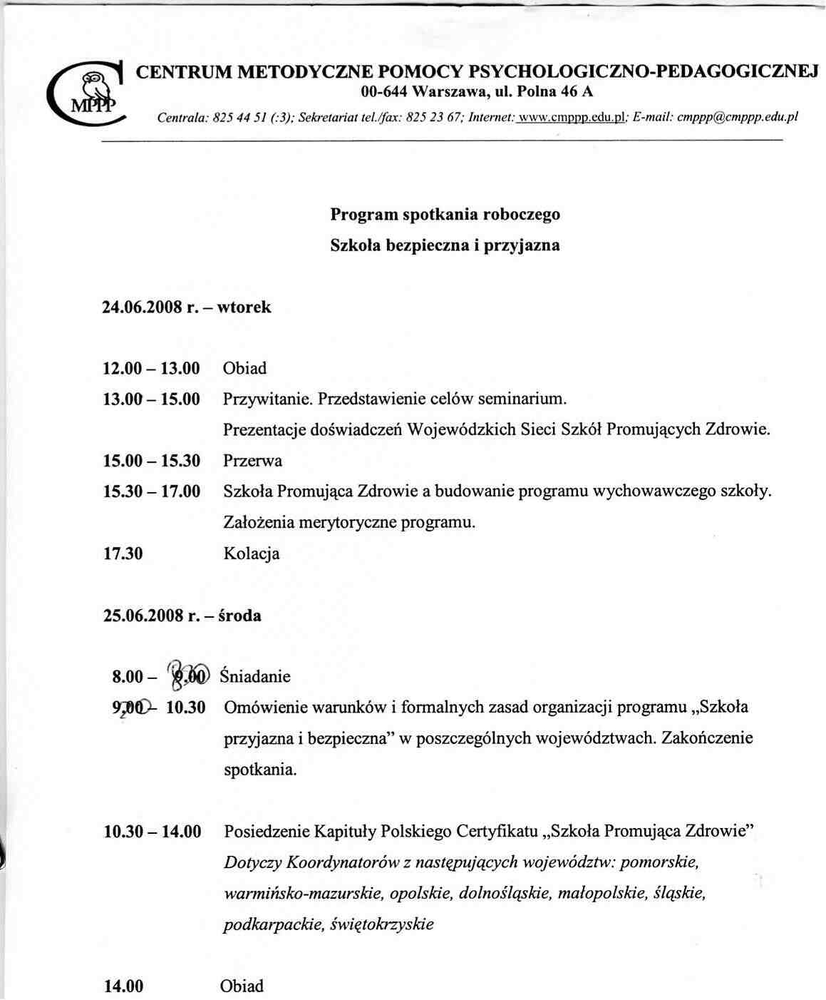 MPPP
CENTRUM METODYCZNE POMOCY PSYCHOLOGICZNO-PEDAGOGICZNEJ
00-644 Warszawa, ul. Polna 46 A
Centrala: 825 44 51 (:3); Sekretariat tel./fax: 825 23 67; Internet: www.cmppp.edu.pl; E-mail: cmppp@cmppp.edu.pl
Program spotkania roboczego
Szkoła bezpieczna i przyjazna
24.06.2008 r. – wtorek
12.00 – 13.00 Obiad
13.00 – 15.00 Przywitanie. Przedstawienie celów seminarium.
Prezentacje doświadczeń Wojewódzkich Sieci Szkół Promujących Zdrowie.
15.00 – 15.30 Przerwa
15.30 – 17.00 Szkoła Promująca Zdrowie a budowanie programu wychowawczego szkoły.
Założenia merytoryczne programu.
17.30 Kolacja
25.06.2008 r. – środa
8.00 – 9.00 Śniadanie
9.00 – 10.30 Omówienie warunków i formalnych zasad organizacji programu „Szkoła
przyjazna i bezpieczna” w poszczególnych województwach. Zakończenie
spotkania.
10.30 – 14.00 Posiedzenie Kapituły Polskiego Certyfikatu „Szkoła Promująca Zdrowie”
Dotyczy Koordynatorów z następujących województw: pomorskie,
warmińsko-mazurskie, opolskie, dolnośląskie, małopolskie, śląskie,
podkarpackie, świętokrzyskie
14.00 Obiad